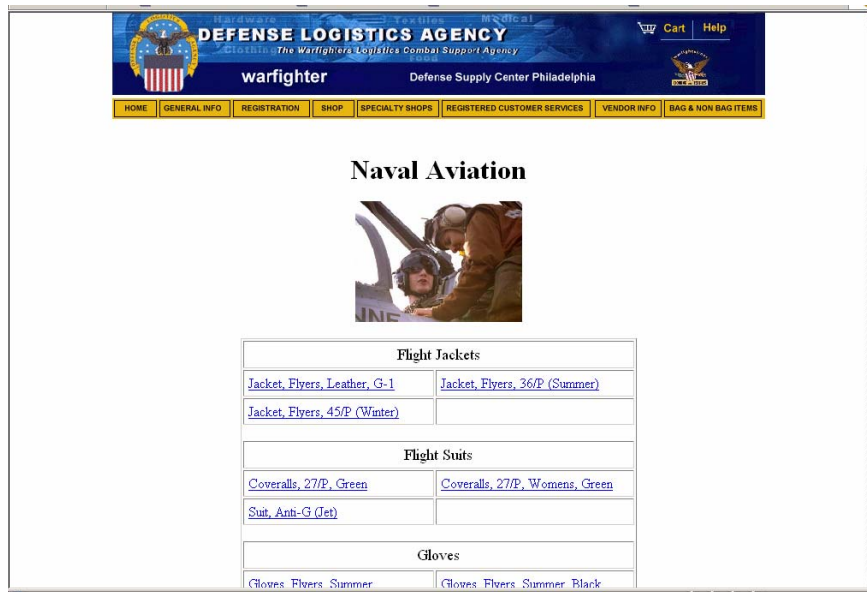 Hardware Textiles Medical
DEFENSE LOGISTICS AGENCY
Clothing The Warfighters Logistics Combat Support Agency
FOOD
Cart Help
warfighter Defense Supply Center Philadelphia
HOME GENERAL INFO REGISTRATION SHOP SPECIALTY SHOPS REGISTERED CUSTOMER SERVICES VENDOR INFO BAG & NON BAG ITEMS
Naval Aviation
Flight Jackets
Jacket, Flyers, Leather, G-1 Jacket, Flyers, 36/P (Summer)
Jacket, Flyers, 45/P (Winter)
Flight Suits
Coveralls, 27/P, Green Coveralls, 27/P, Womens, Green
Suit, Anti-G (Jet)
Gloves
Gloves, Flyers, Summer Gloves, Flyers, Summer, Black